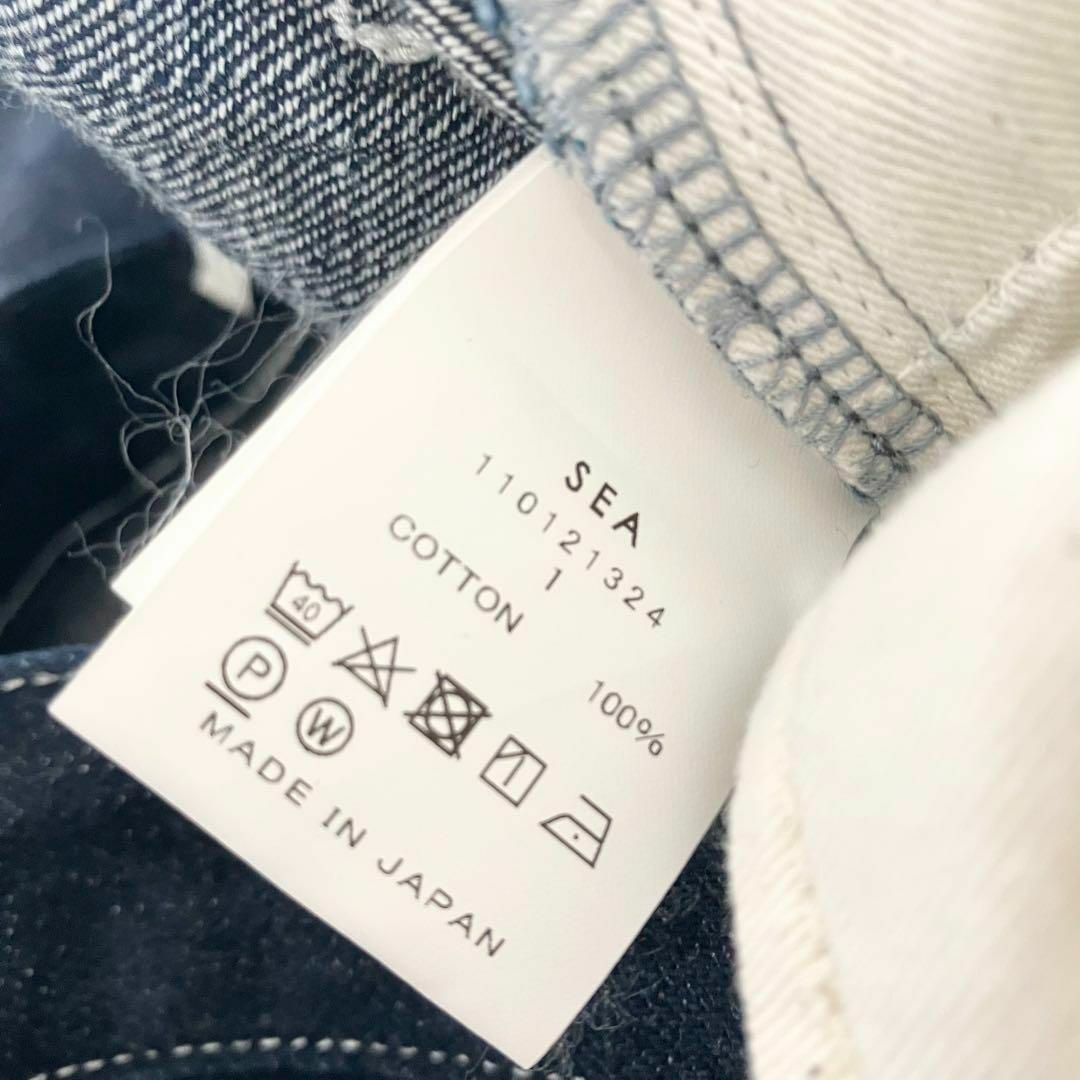 SEA
110121324
1
COTTON 100%
40
P W
MADE IN JAPAN